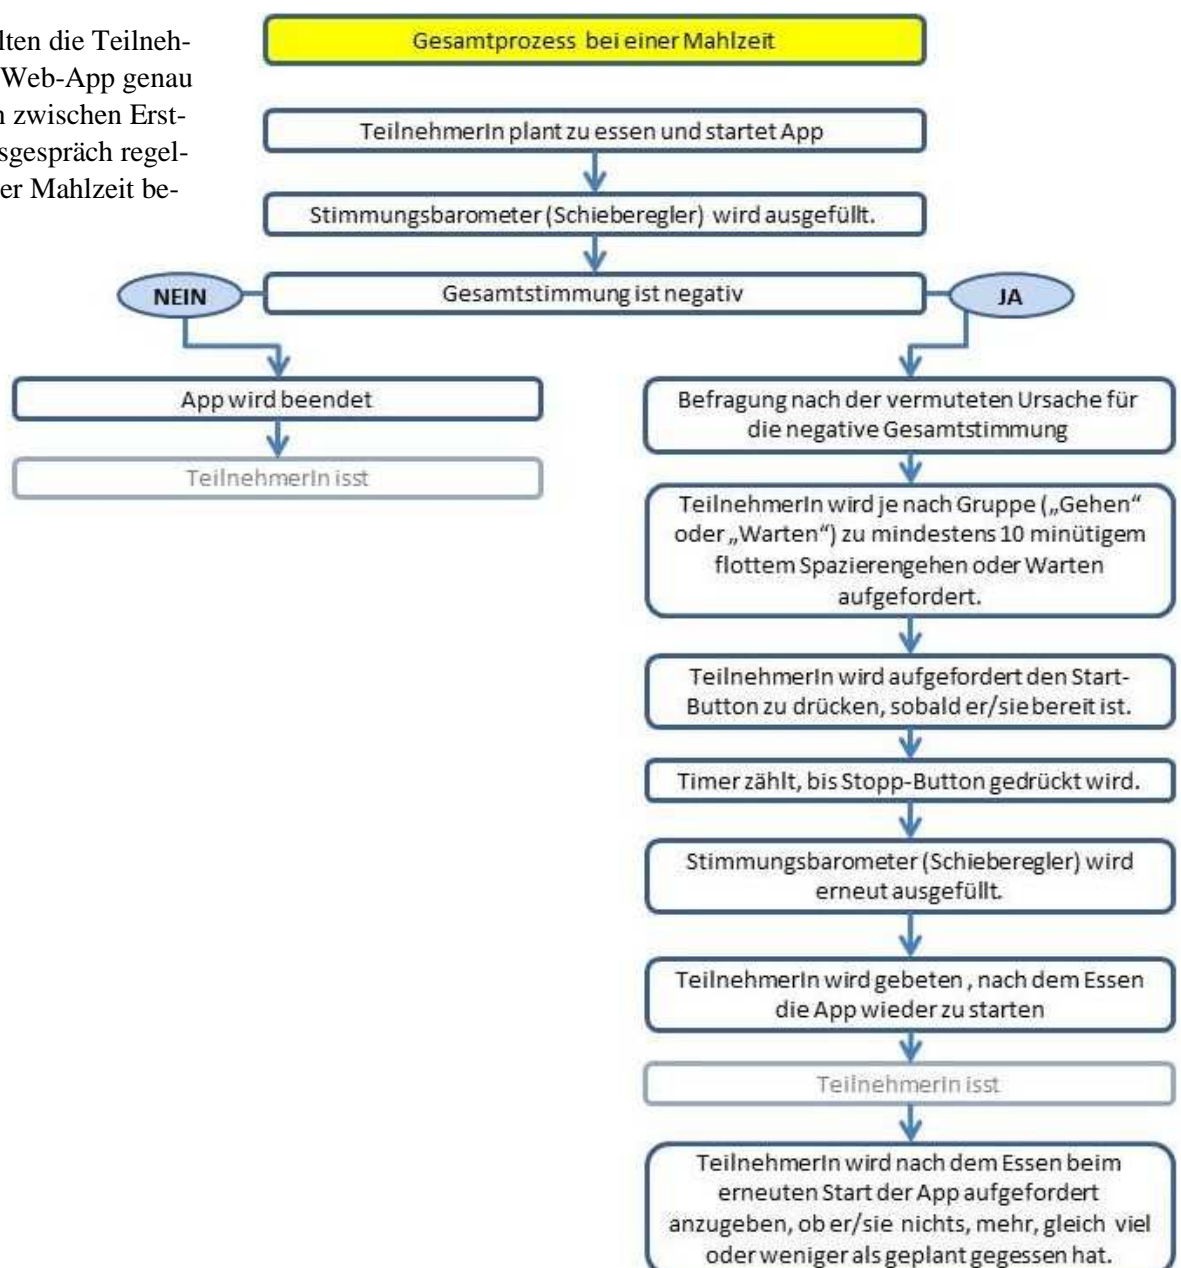 lten die Teilneh-
Web-App genau
n zwischen Erst-
sgespräch regel-
er Mahlzeit be-
Gesamtprozess bei einer Mahlzeit
TeilnehmerIn plant zu essen und startet App
Stimmungsbarometer (Schieberegler) wird ausgefüllt.
NEIN
Gesamtstimmung ist negativ
JA
App wird beendet
TeilnehmerIn isst
Befragung nach der vermuteten Ursache für
die negative Gesamtstimmung
TeilnehmerIn wird je nach Gruppe („Gehen“
oder „Warten“) zu mindestens 10 minütigem
flottem Spazierengehen oder Warten
aufgefordert.
TeilnehmerIn wird aufgefordert den Start-
Button zu drücken, sobald er/sie bereit ist.
Timer zählt, bis Stopp-Button gedrückt wird.
Stimmungsbarometer (Schieberegler) wird
erneut ausgefüllt.
TeilnehmerIn wird gebeten , nach dem Essen
die App wieder zu starten
TeilnehmerIn isst
TeilnehmerIn wird nach dem Essen beim
erneuten Start der App aufgefordert
anzugeben, ob er/sie nichts, mehr, gleich viel
oder weniger als geplant gegessen hat.